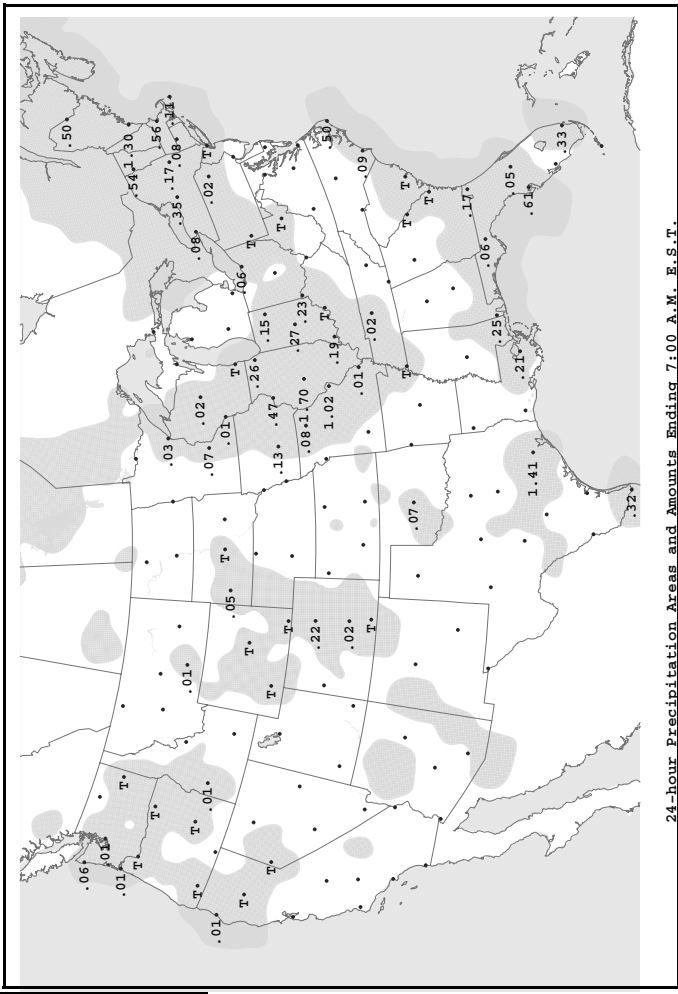 .50
.06
.01
.01
T
1.30
.54
T
T
.56
.03
.17
.11
.35
.08
.01
T
.08
T
.02
T
.01
.07
.02
.01
T
.01
.05
T
.06
T
T
T
.26
.15
T
T
.47
.13
T
T
.27
.23
.08
1.70
.22
T
.50
1.02
.19
.02
.01
.09
T
.02
T
T
T
.07
T
.17
.06
.25
.05
.21
.61
1.41
.33
.32
24-hour Precipitation Areas and Amounts Ending 7:00 A.M. E.S.T.